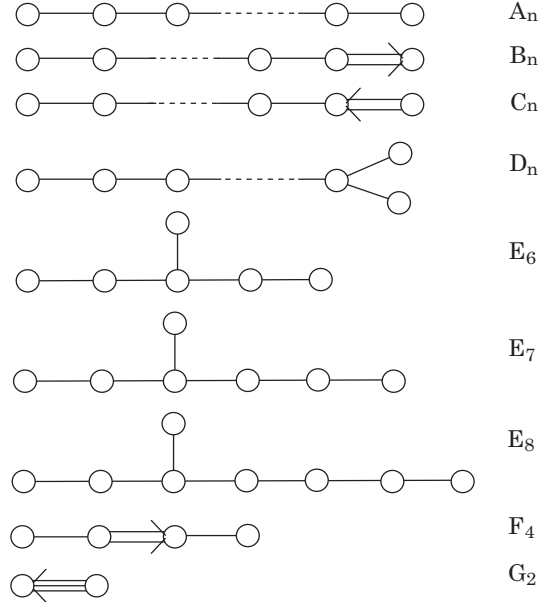 Aₙ
Bₙ
Cₙ
Dₙ
E₆
E₇
E₈
F₄
G₂